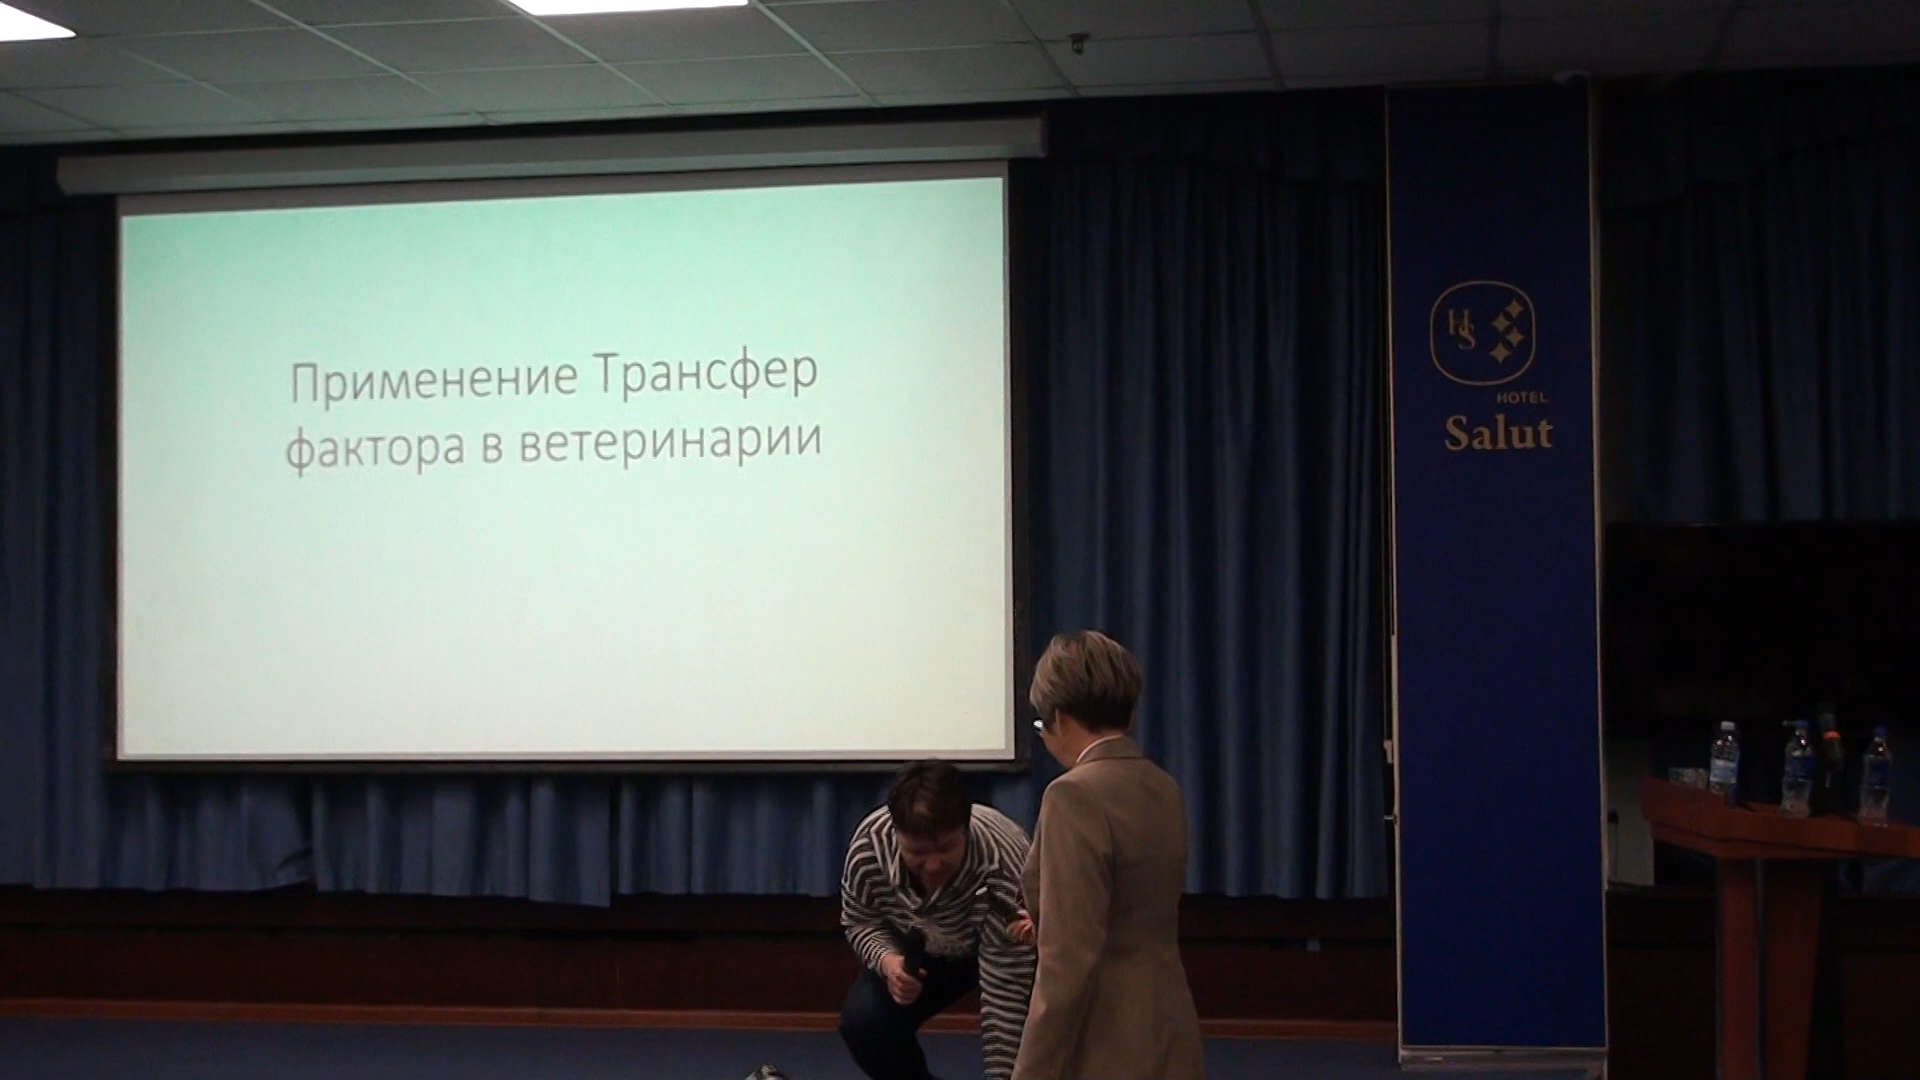 Применение Трансфер
фактора в ветеринарии
HS
HOTEL
Salut